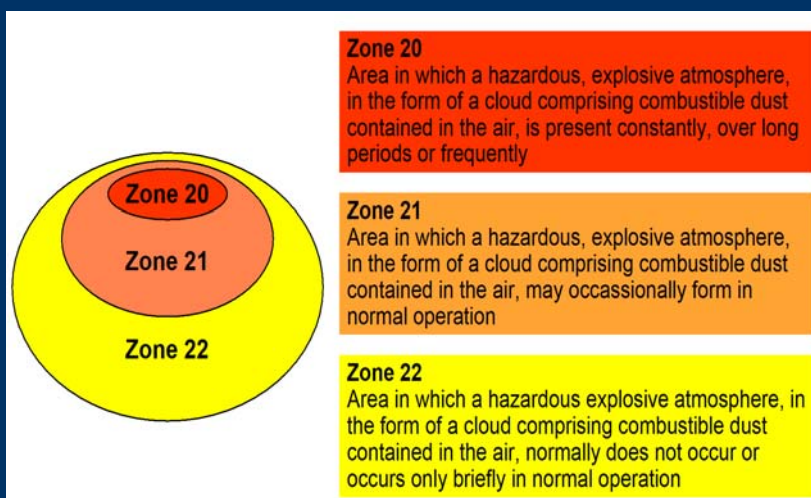 Zone 20
Zone 21
Zone 22
Zone 20
Area in which a hazardous, explosive atmosphere,
in the form of a cloud comprising combustible dust
contained in the air, is present constantly, over long
periods or frequently
Zone 21
Area in which a hazardous, explosive atmosphere,
in the form of a cloud comprising combustible dust
contained in the air, may occassionally form in
normal operation
Zone 22
Area in which a hazardous explosive atmosphere, in
the form of a cloud comprising combustible dust
contained in the air, normally does not occur or
occurs only briefly in normal operation